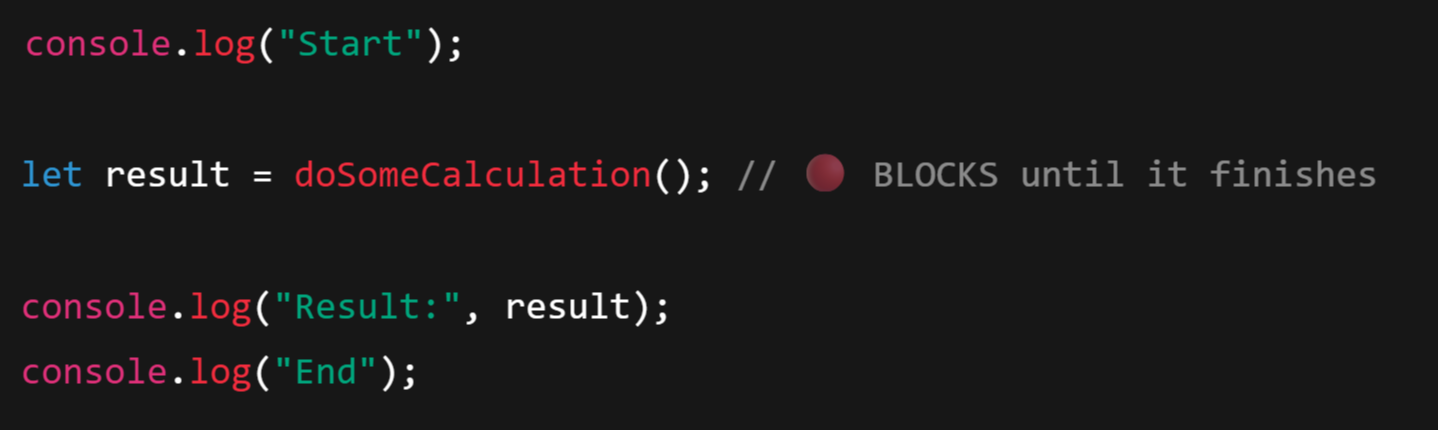 console.log("Start");
let result = doSomeCalculation(); // 🔴 BLOCKS until it finishes
console.log("Result:", result);
console.log("End");